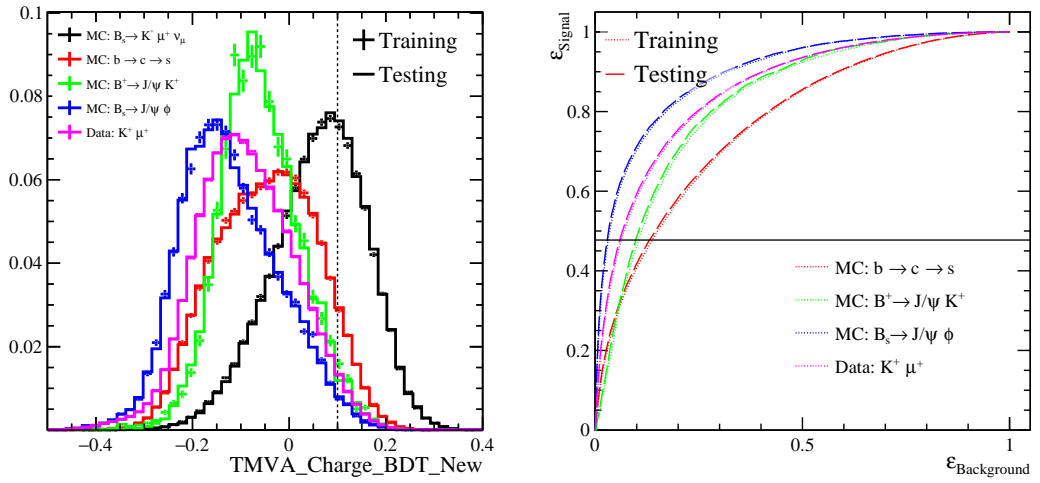 0.1
0.08
0.06
0.04
0.02
MC: Bs→ K- μ+ νμ
MC: b → c → s
MC: B+→ J/ψ K+
MC: Bs→ J/ψ ϕ
Data: K+ μ+
Training
Testing
−0.4 −0.2 0 0.2 0.4
TMVA_Charge_BDT_New
εSignal
1
0.8
0.6
0.4
0.2
0
Training
Testing
MC: b → c → s
MC: B+→ J/ψ K+
MC: Bs→ J/ψ ϕ
Data: K+ μ+
0 0.5 1
εBackground